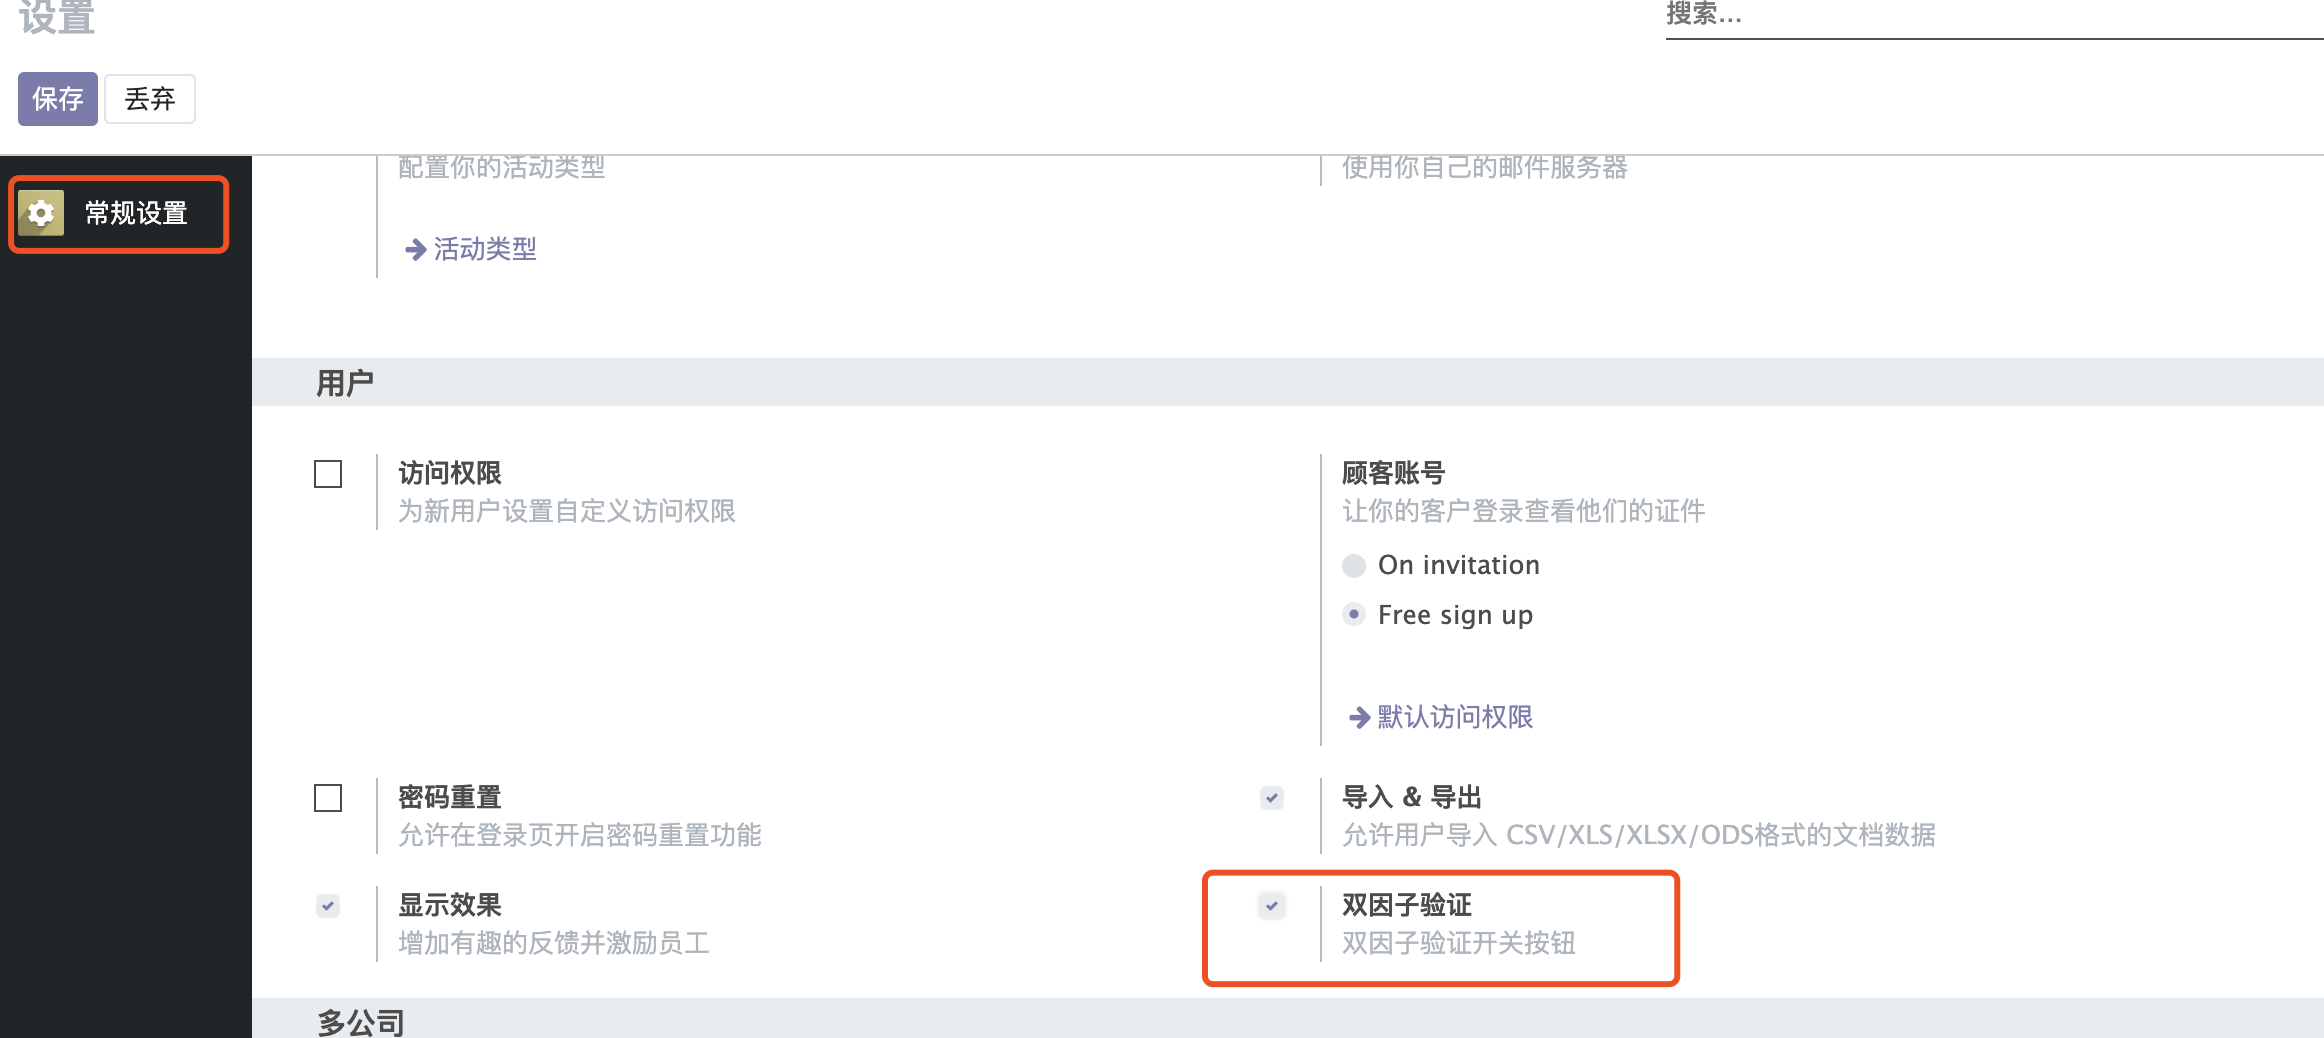 设置
搜索...
保存
丢弃
常规设置
配置你的活动类型
使用你自己的邮件服务器
活动类型
用户
访问权限
为新用户设置自定义访问权限
顾客账号
让你的客户登录查看他们的证件
On invitation
Free sign up
默认访问权限
密码重置
允许在登录页开启密码重置功能
导入 & 导出
允许用户导入 CSV/XLS/XLSX/ODS格式的文档数据
显示效果
增加有趣的反馈并激励员工
双因子验证
双因子验证开关按钮
多公司